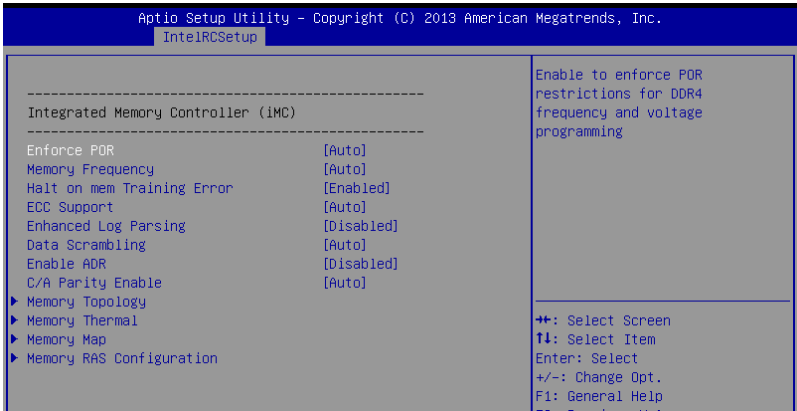 Aptio Setup Utility – Copyright (C) 2013 American Megatrends, Inc.
IntelRCSetup
Integrated Memory Controller (iMC)
Enforce POR [Auto]
Memory Frequency [Auto]
Halt on mem Training Error [Enabled]
ECC Support [Auto]
Enhanced Log Parsing [Disabled]
Data Scrambling [Auto]
Enable ADR [Disabled]
C/A Parity Enable [Auto]
Memory Topology
Memory Thermal
Memory Map
Memory RAS Configuration
Enable to enforce POR
restrictions for DDR4
frequency and voltage
programming
→←: Select Screen
↑↓: Select Item
Enter: Select
+/-: Change Opt.
F1: General Help